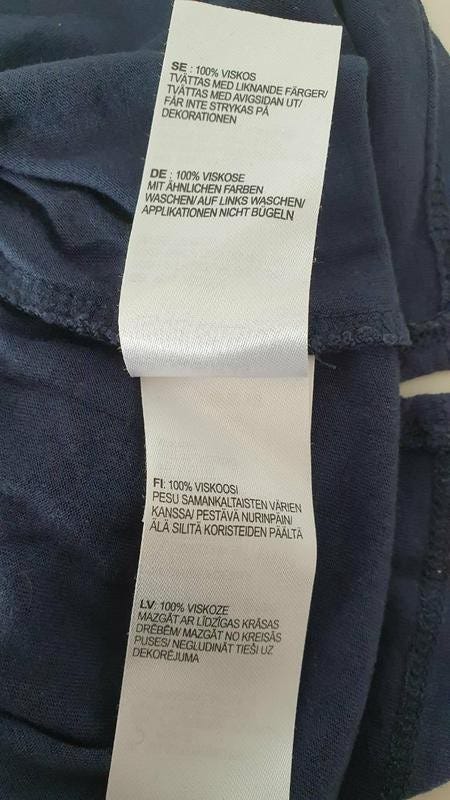 SE : 100% VISKOS
TVÄTTAS MED LIKNANDE FÄRGER/
TVÄTTAS MED AVIGSIDAN UT/
FÅR INTE STRYKAS PÅ
DEKORATIONEN
DE : 100% VISKOSE
MIT ÄHNLICHEN FARBEN
WASCHEN/AUF LINKS WASCHEN/
APPLIKATIONEN NICHT BÜGELN
FI: 100% VISKOOSI
PESU SAMANKALTAISTEN VÄRIEN
KANSSA/ PESTÄVÄ NURINPÄIN/
ÄLÄ SILITÄ KORISTEIDEN PÄÄLTÄ
LV: 100% VISKOZE
MAZGĀT AR LĪDZĪGAS KRĀSAS
DRĒBĒM/ MAZGĀT NO KREISĀS
PUSES/ NEGLUDINĀT TIEŠI UZ
DEKORĒJUMA